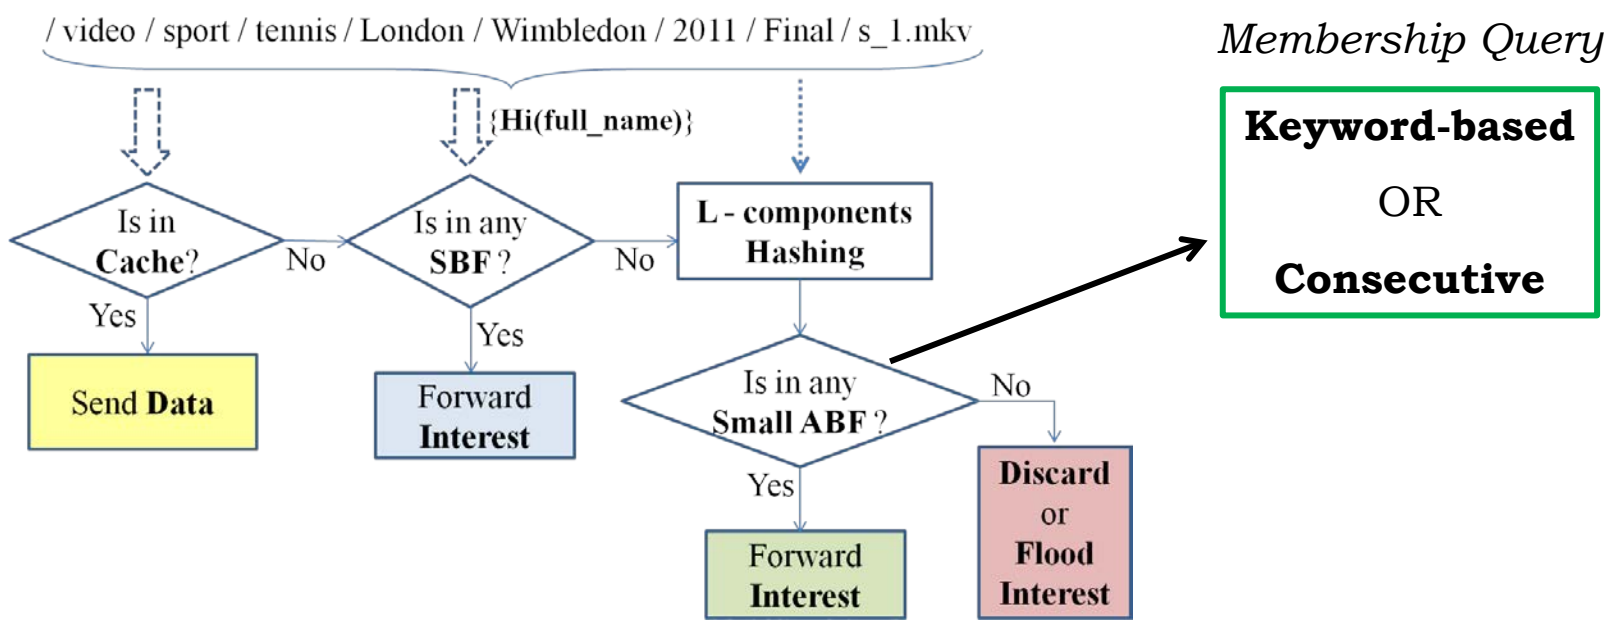 / video / sport / tennis / London / Wimbledon / 2011 / Final / s_1.mkv
{Hi(full_name)}
Is in
Cache?
No
Yes
Send Data
Is in any
SBF ?
No
Yes
Forward
Interest
L - components
Hashing
Is in any
Small ABF ?
No
Yes
Forward
Interest
Discard
or
Flood
Interest
Membership Query
Keyword-based
OR
Consecutive